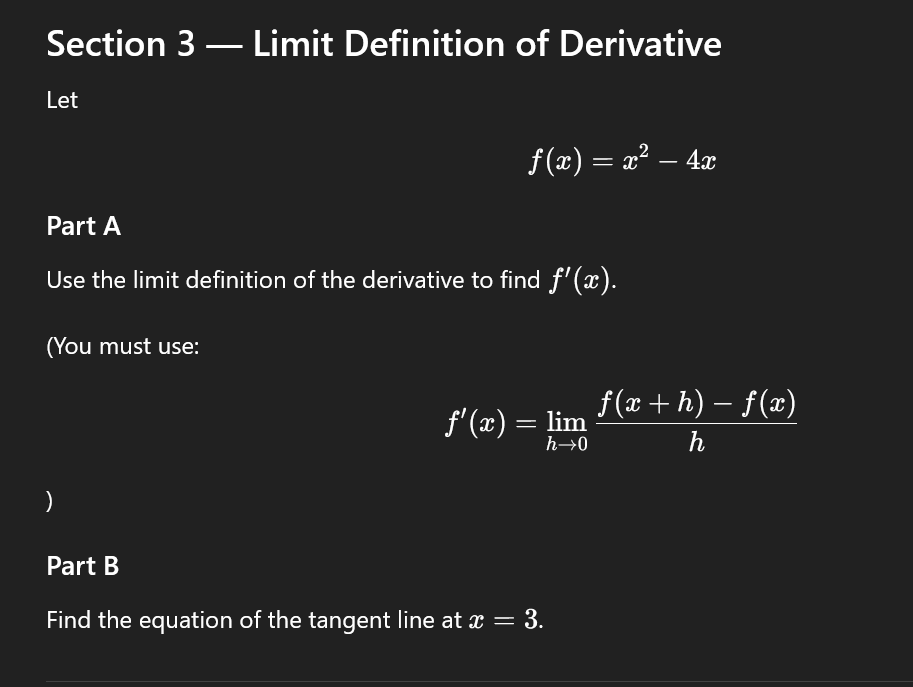 Section 3 — Limit Definition of Derivative
Let
f(x) = x² − 4x
Part A
Use the limit definition of the derivative to find f′(x).
(You must use:
f′(x) = lim h→0 f(x + h) − f(x) / h
)
Part B
Find the equation of the tangent line at x = 3.